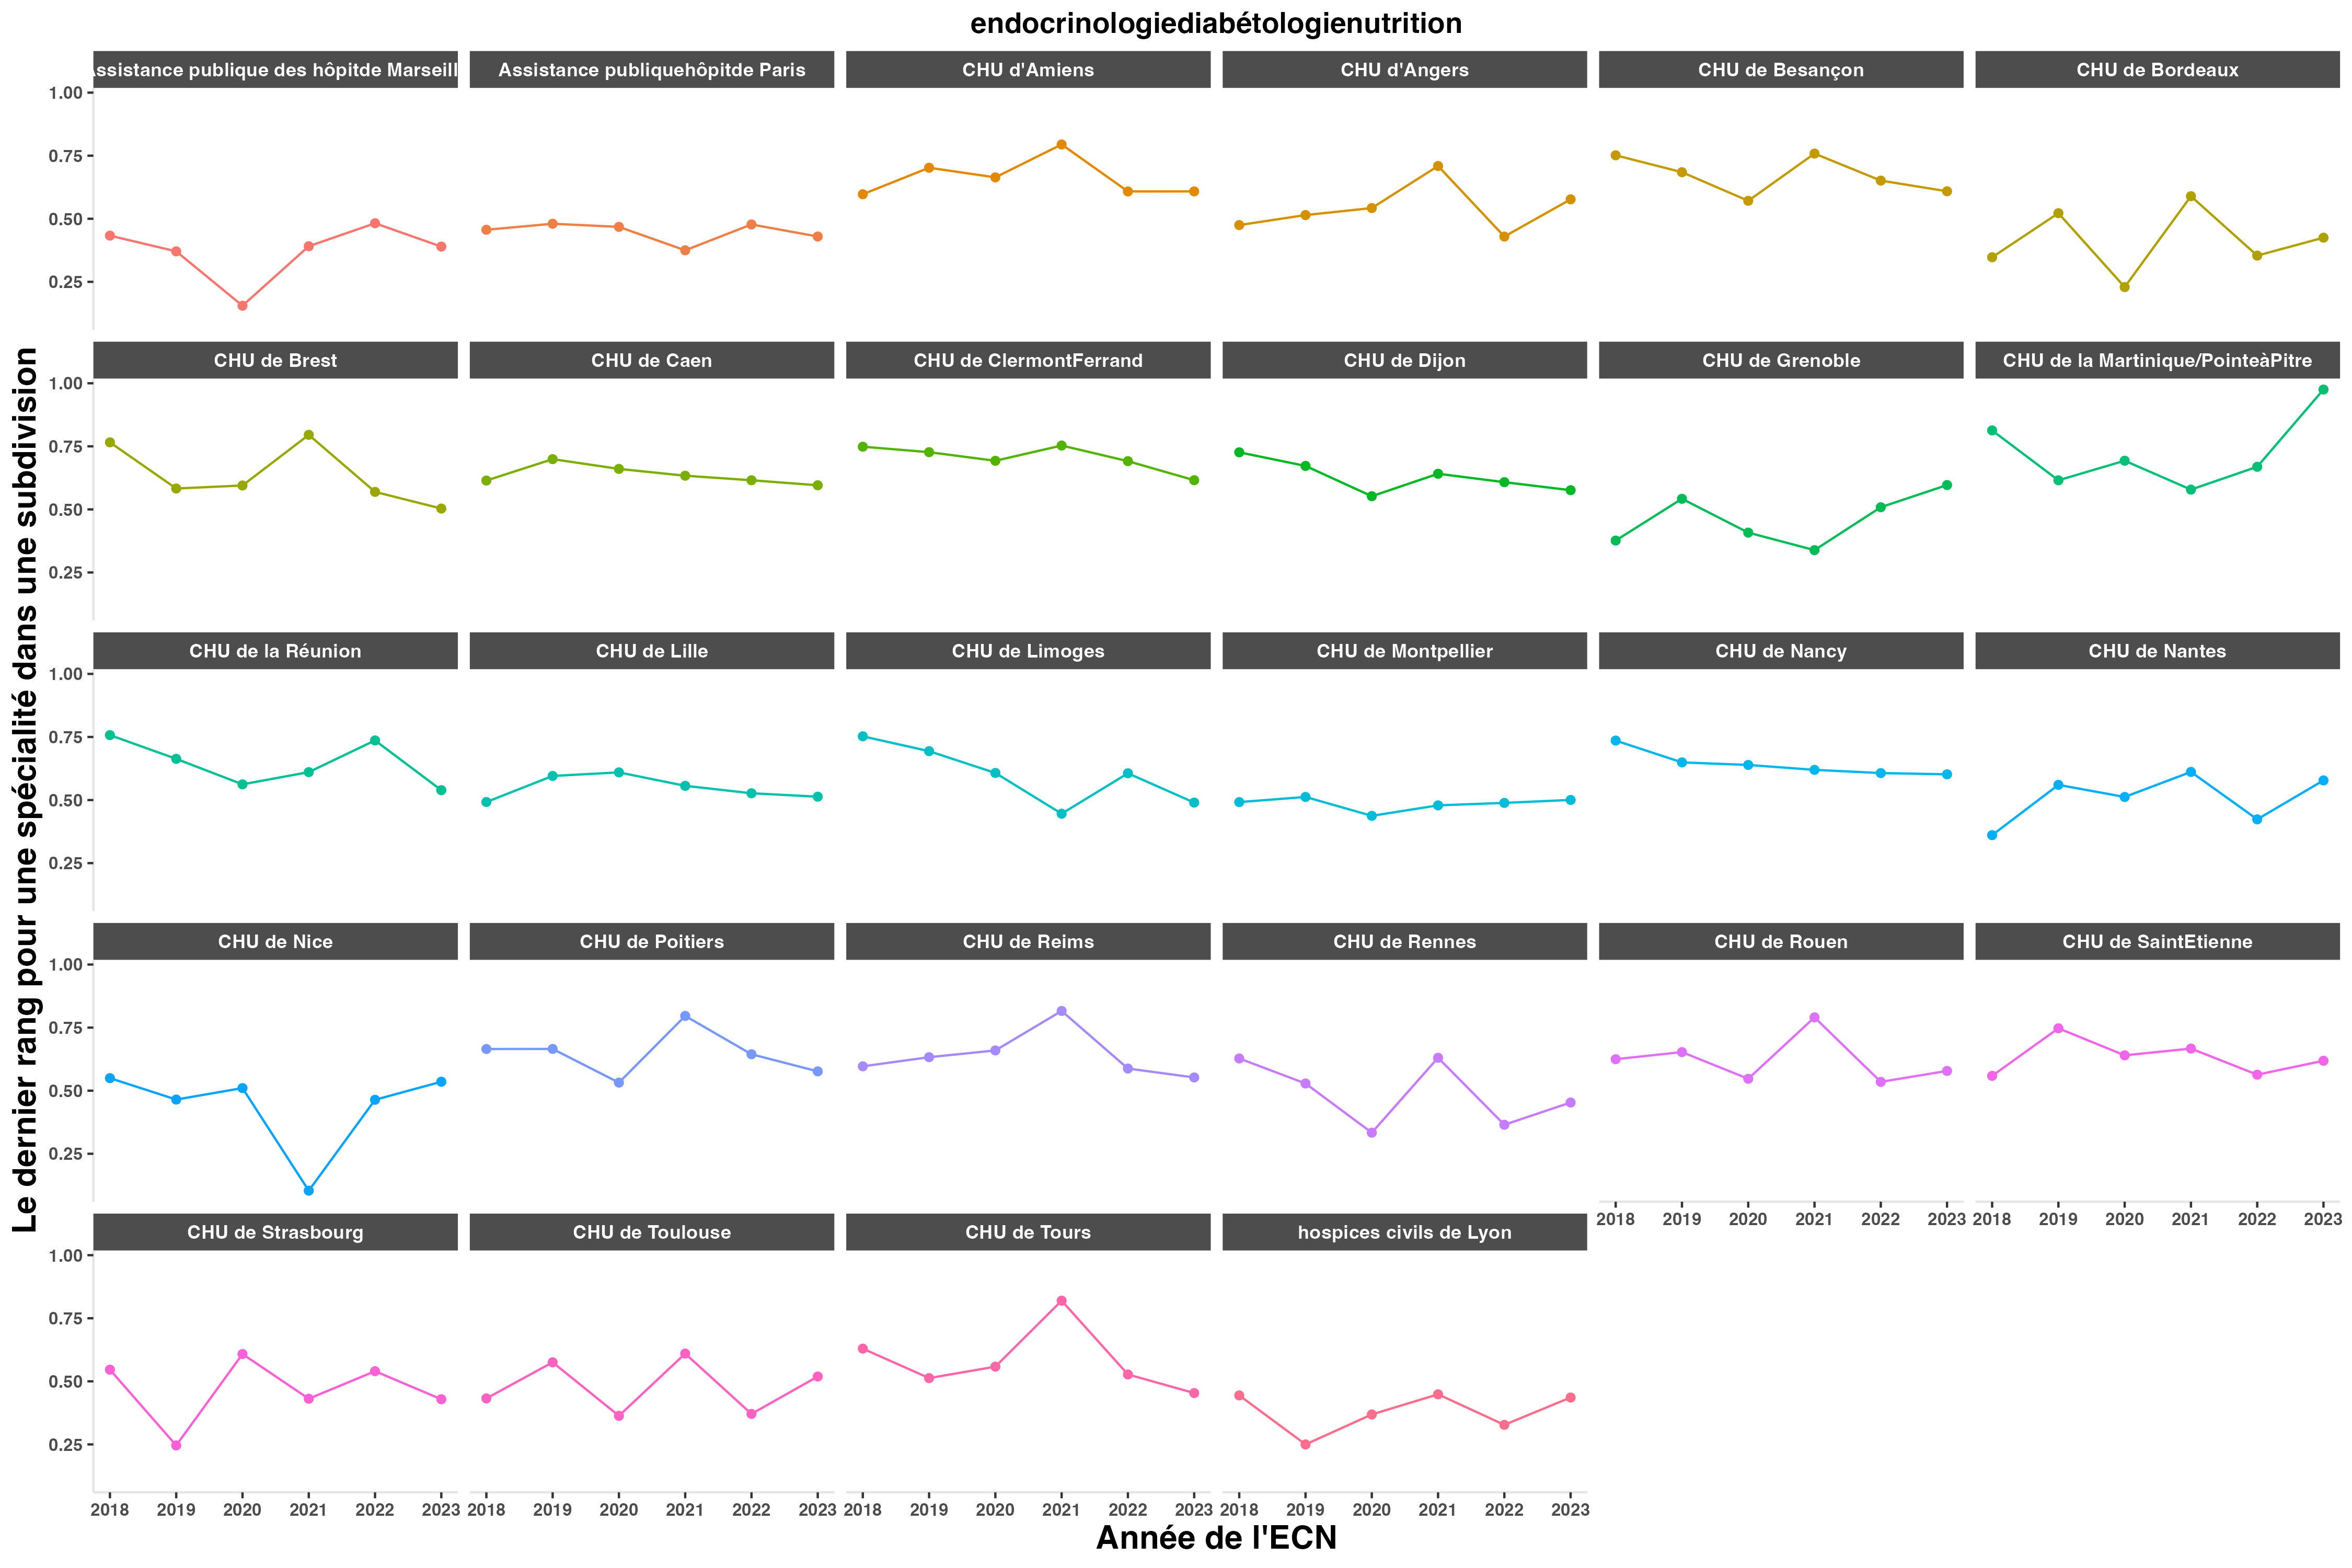 endocrinologiediabétologienutrition
ssistance publique des hôpitde Marseill
Assistance publiquehôpitde Paris
CHU d'Amiens
CHU d'Angers
CHU de Besançon
CHU de Bordeaux
1.00
0.75
0.50
0.25
CHU de Brest
CHU de Caen
CHU de ClermontFerrand
CHU de Dijon
CHU de Grenoble
CHU de la Martinique/PointeàPitre
1.00
0.75
0.50
0.25
Le dernier rang pour une spécialité dans une subdivision
CHU de la Réunion
CHU de Lille
CHU de Limoges
CHU de Montpellier
CHU de Nancy
CHU de Nantes
1.00
0.75
0.50
0.25
CHU de Nice
CHU de Poitiers
CHU de Reims
CHU de Rennes
CHU de Rouen
CHU de SaintEtienne
1.00
0.75
0.50
0.25
2018 2019 2020 2021 2022 2023
2018 2019 2020 2021 2022 2023
CHU de Strasbourg
CHU de Toulouse
CHU de Tours
hospices civils de Lyon
1.00
0.75
0.50
0.25
2018 2019 2020 2021 2022 2023
2018 2019 2020 2021 2022 2023
2018 2019 2020 2021 2022 2023
2018 2019 2020 2021 2022 2023
Année de l'ECN